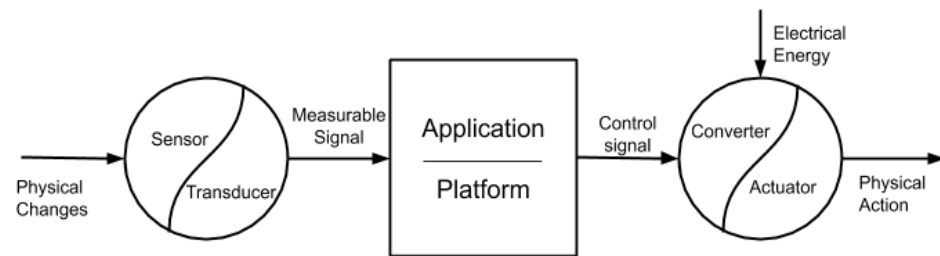 Physical
Changes
Sensor
Transducer
Measurable
Signal
Application
Platform
Control
signal
Electrical
Energy
Converter
Actuator
Physical
Action